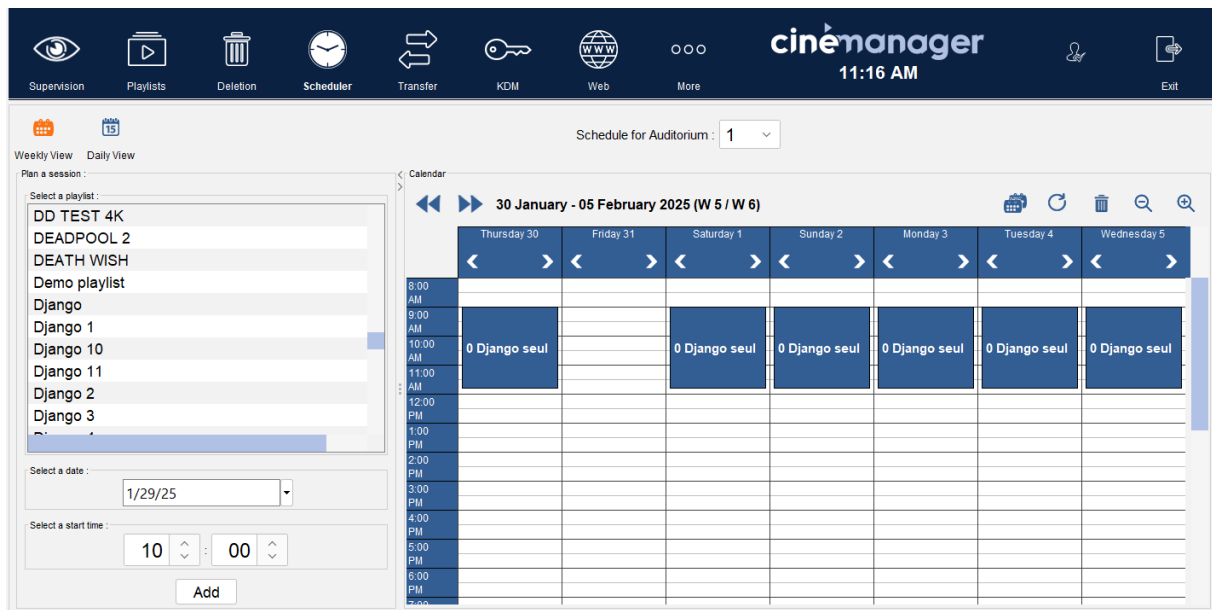 cinémanager
11:16 AM
Supervision
Playlists
Deletion
Scheduler
Transfer
KDM
WWW
Web
More
Exit
15
Weekly View
Daily View
Schedule for Auditorium :
1
Plan a session :
Select a playlist :
DD TEST 4K
DEADPOOL 2
DEATH WISH
Demo playlist
Django
Django 1
Django 10
Django 11
Django 2
Django 3
Select a date :
1/29/25
Select a start time :
10 : 00
Add
Calendar
30 January - 05 February 2025 (W 5 / W 6)
Thursday 30
Friday 31
Saturday 1
Sunday 2
Monday 3
Tuesday 4
Wednesday 5
8:00
AM
9:00
AM
10:00
AM
11:00
AM
12:00
PM
1:00
PM
2:00
PM
3:00
PM
4:00
PM
5:00
PM
6:00
PM
7:00
0 Django seul
0 Django seul
0 Django seul
0 Django seul
0 Django seul
0 Django seul